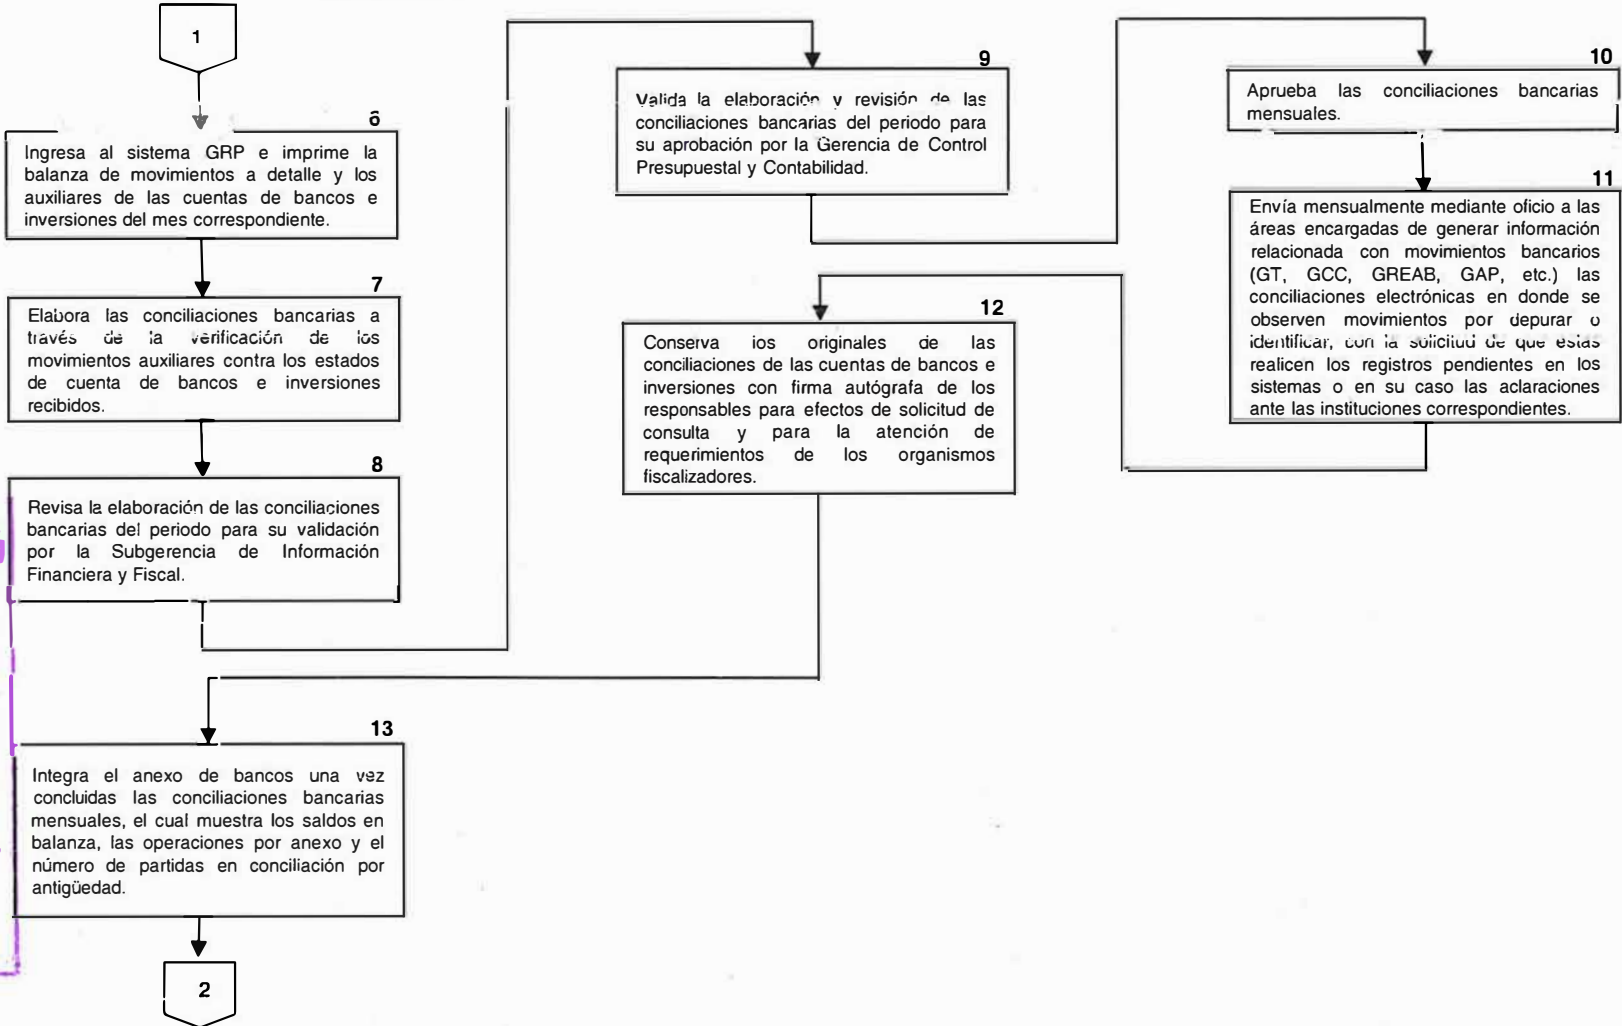 1
6
Ingresa al sistema GRP e imprime la
balanza de movimientos a detalle y los
auxiliares de las cuentas de bancos e
inversiones del mes correspondiente.
7
Elabora las conciliaciones bancarias a
través de la verificación de los
movimientos auxiliares contra los estados
de cuenta de bancos e inversiones
recibidos.
8
Revisa la elaboración de las conciliaciones
bancarias del periodo para su validación
por la Subgerencia de Información
Financiera y Fiscal.
9
Valida la elaboración y revisión de las
conciliaciones bancarias del periodo para
su aprobación por la Gerencia de Control
Presupuestal y Contabilidad.
10
Aprueba las conciliaciones bancarias
mensuales.
11
Envía mensualmente mediante oficio a las
áreas encargadas de generar información
relacionada con movimientos bancarios
(GT, GCC, GREAB, GAP, etc.) las
conciliaciones electrónicas en donde se
observen movimientos por depurar o
identificar, con la solicitud de que estas
realicen los registros pendientes en los
sistemas o en su caso las aclaraciones
ante las instituciones correspondientes.
12
Conserva los originales de las
conciliaciones de las cuentas de bancos e
inversiones con firma autógrafa de los
responsables para efectos de solicitud de
consulta y para la atención de
requerimientos de los organismos
fiscalizadores.
13
Integra el anexo de bancos una vez
concluidas las conciliaciones bancarias
mensuales, el cual muestra los saldos en
balanza, las operaciones por anexo y el
número de partidas en conciliación por
antigüedad.
2